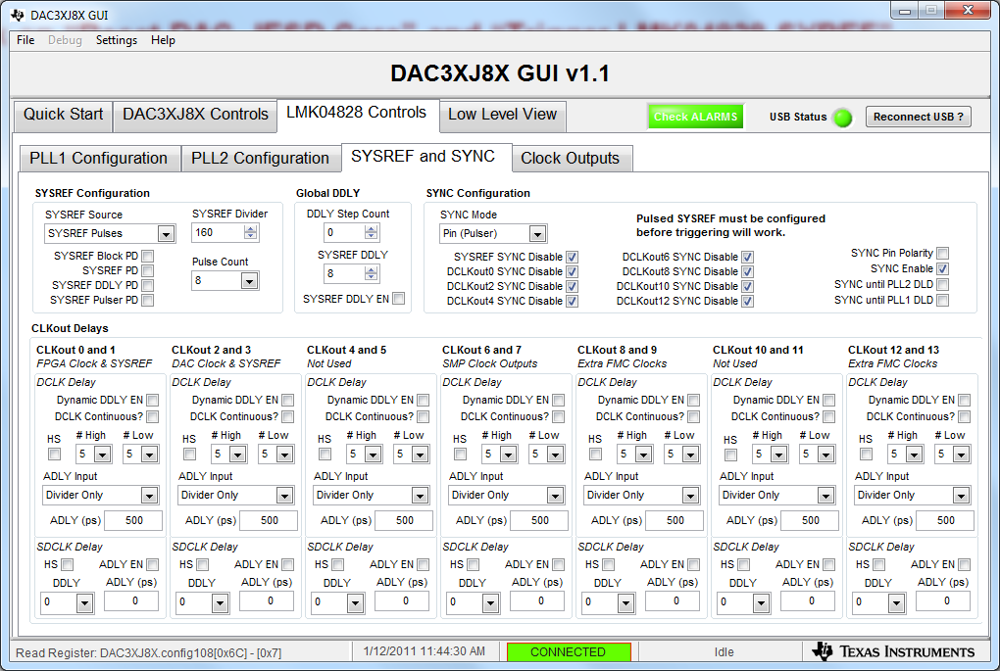 DAC3XJ8X GUI
File Debug Settings Help
DAC3XJ8X GUI v1.1
Quick Start DAC3XJ8X Controls LMK04828 Controls Low Level View Check ALARMS USB Status Reconnect USB ?
PLL1 Configuration PLL2 Configuration SYSREF and SYNC Clock Outputs
SYSREF Configuration Global DDLY SYNC Configuration
SYSREF Source SYSREF Divider DDLY Step Count SYNC Mode Pulsed SYSREF must be configured
SYSREF Pulses 160 0 Pin (Pulser) before triggering will work.
SYSREF Block PD Pulse Count SYSREF DDLY SYSREF SYNC Disable DCLKout6 SYNC Disable SYNC Pin Polarity
SYSREF PD 8 8 DCLKout0 SYNC Disable DCLKout8 SYNC Disable SYNC Enable
SYSREF DDLY PD DCLKout2 SYNC Disable DCLKout10 SYNC Disable SYNC until PLL2 DLD
SYSREF Pulser PD SYSREF DDLY EN DCLKout4 SYNC Disable DCLKout12 SYNC Disable SYNC until PLL1 DLD
CLKout Delays
CLKout 0 and 1 CLKout 2 and 3 CLKout 4 and 5 CLKout 6 and 7 CLKout 8 and 9 CLKout 10 and 11 CLKout 12 and 13
FPGA Clock & SYSREF DAC Clock & SYSREF Not Used SMP Clock Outputs Extra FMC Clocks Not Used Extra FMC Clocks
DCLK Delay DCLK Delay DCLK Delay DCLK Delay DCLK Delay DCLK Delay DCLK Delay
Dynamic DDLY EN Dynamic DDLY EN Dynamic DDLY EN Dynamic DDLY EN Dynamic DDLY EN Dynamic DDLY EN Dynamic DDLY EN
DCLK Continuous? DCLK Continuous? DCLK Continuous? DCLK Continuous? DCLK Continuous? DCLK Continuous? DCLK Continuous?
HS # High # Low HS # High # Low HS # High # Low HS # High # Low HS # High # Low HS # High # Low HS # High # Low
5 5 5 5 5 5 5 5 5 5 5 5 5 5
ADLY Input ADLY Input ADLY Input ADLY Input ADLY Input ADLY Input ADLY Input
Divider Only Divider Only Divider Only Divider Only Divider Only Divider Only Divider Only
ADLY (ps) 500 ADLY (ps) 500 ADLY (ps) 500 ADLY (ps) 500 ADLY (ps) 500 ADLY (ps) 500 ADLY (ps) 500
SDCLK Delay SDCLK Delay SDCLK Delay SDCLK Delay SDCLK Delay SDCLK Delay SDCLK Delay
HS ADLY EN HS ADLY EN HS ADLY EN HS ADLY EN HS ADLY EN HS ADLY EN HS ADLY EN
DDLY ADLY (ps) DDLY ADLY (ps) DDLY ADLY (ps) DDLY ADLY (ps) DDLY ADLY (ps) DDLY ADLY (ps) DDLY ADLY (ps)
0 0 0 0 0 0 0 0 0 0 0 0 0 0
Read Register: DAC3XJ8X.config108[0x6C] - [0x7] 1/12/2011 11:44:30 AM CONNECTED Idle TEXAS INSTRUMENTS